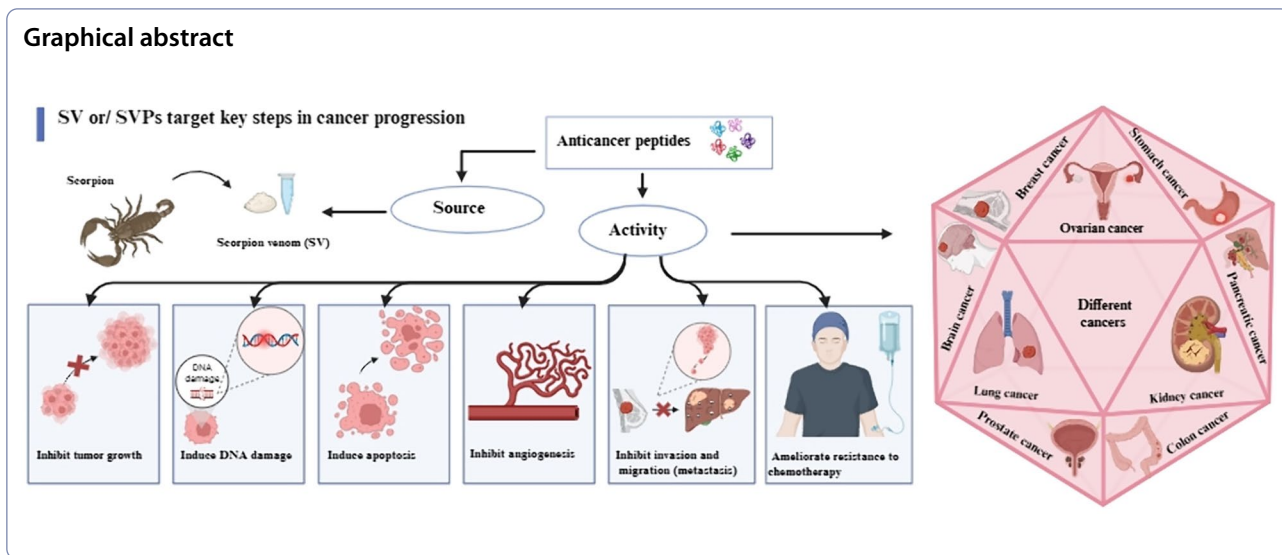 Graphical abstract
SV or/ SVPs target key steps in cancer progression
Anticancer peptides
Scorpion
Source
Scorpion venom (SV)
Activity
DNA
damage
Inhibit tumor growth
Induce DNA damage
Induce apoptosis
Inhibit angiogenesis
Inhibit invasion and
migration (metastasis)
Ameliorate resistance to
chemotherapy
Breast cancer
Stomach cancer
Ovarian cancer
Brain cancer
Pancreatic cancer
Different
cancers
Lung cancer
Kidney cancer
Prostate cancer
Colon cancer